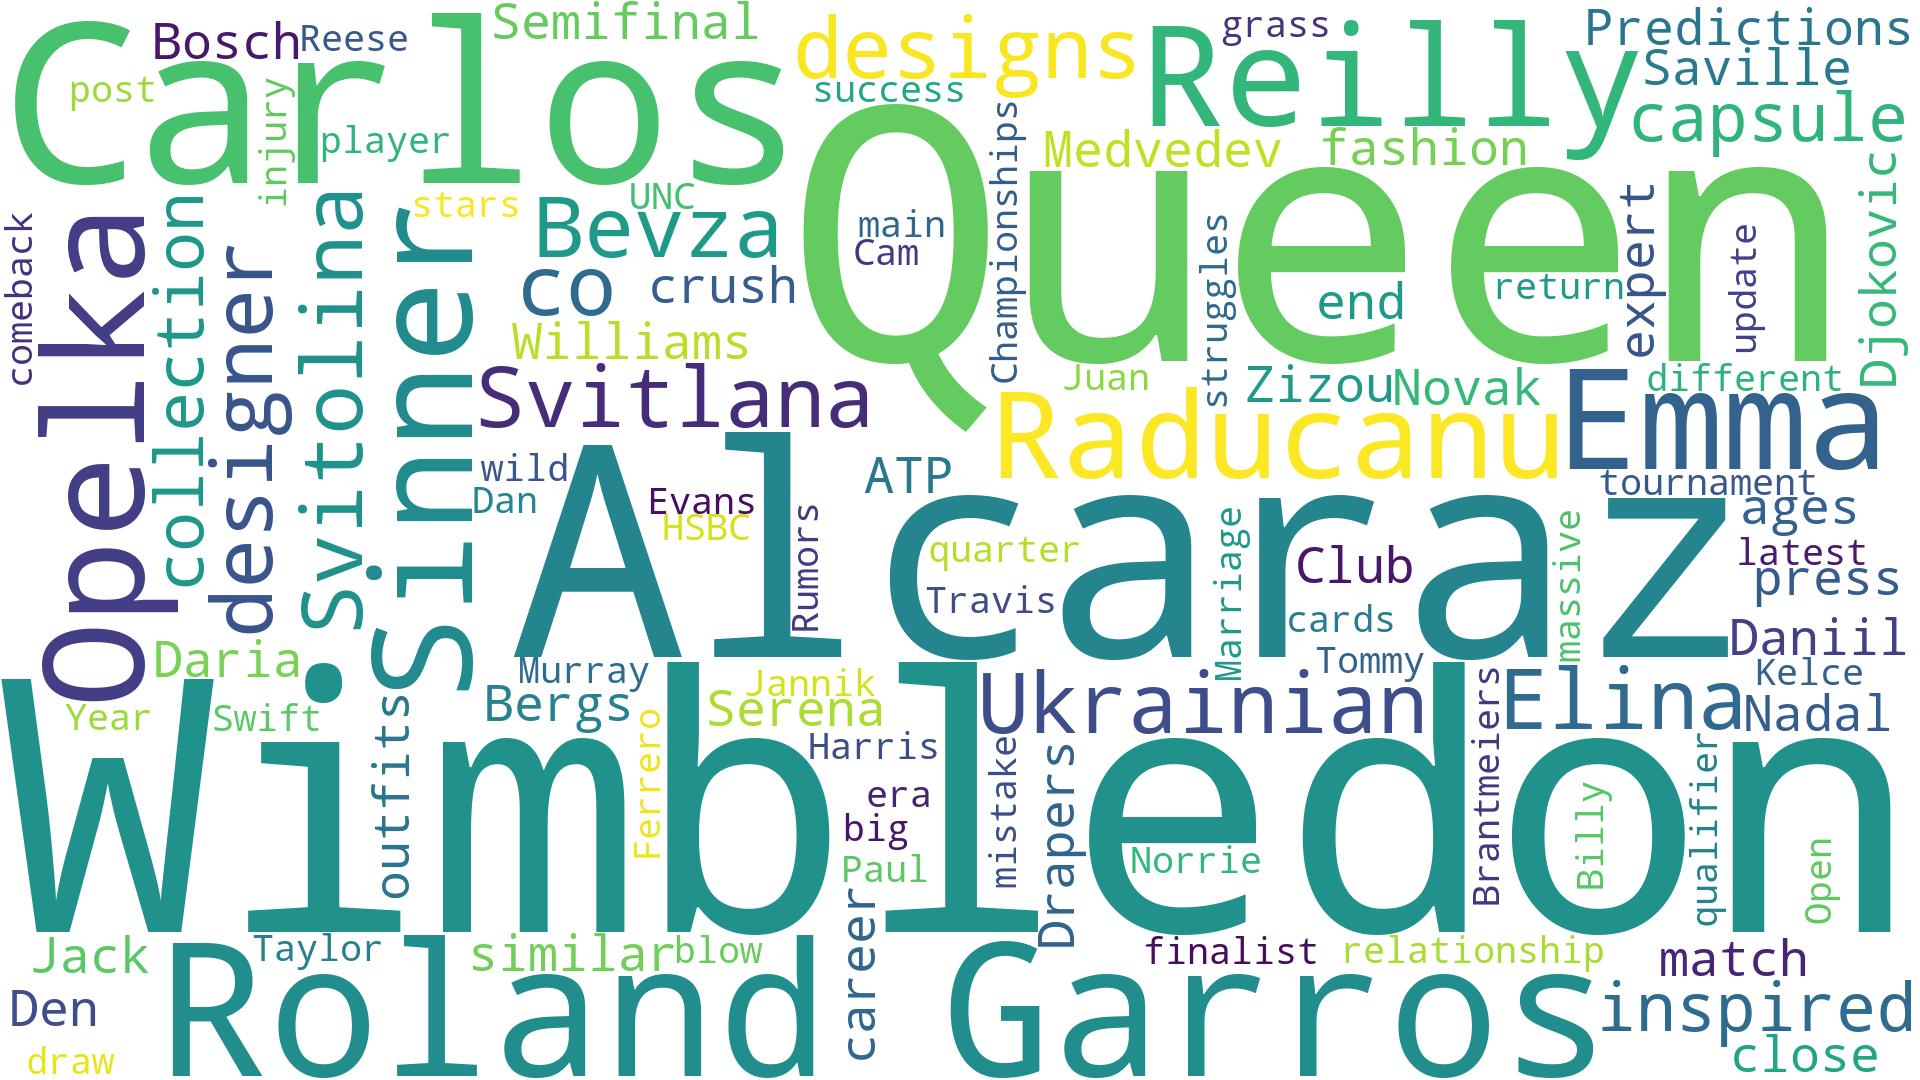 Carlos
Bosch
Reese
Semifinal
designs
Reilly
grass
Predictions
Saville
capsule
post
injury
player
success
Championships
Medvedev
fashion
Queen
Opelka
comeback
collection
designer
Svitolina
Sinner
stars
UNC
Bevza
co
crush
main
Cam
struggles
end
return
expert
update
Djokovic
Williams
Svitlana
Juan
Zizou
Novak
different
Raducanu
Emma
wild
Dan
Evans
HSBC
ATP
tournament
ages
Alcaraz
Rumors
quarter
Travis
Marriage
Club
cards
massive
latest
press
Daria
Murray
Bergs
Jannik
Serena
Ukrainian
Tommy
Daniil
Kelce
Elina
Nadal
Year
Swift
outfits
Ferrero
Harris
era
big
Paul
mistake
Drapers
Norrie
Brantmeiers
Billy
qualifier
Open
Wimbledon
Jack
Taylor
similar
blow
career
finalist
relationship
match
Den
draw
Roland Garros
inspired
close